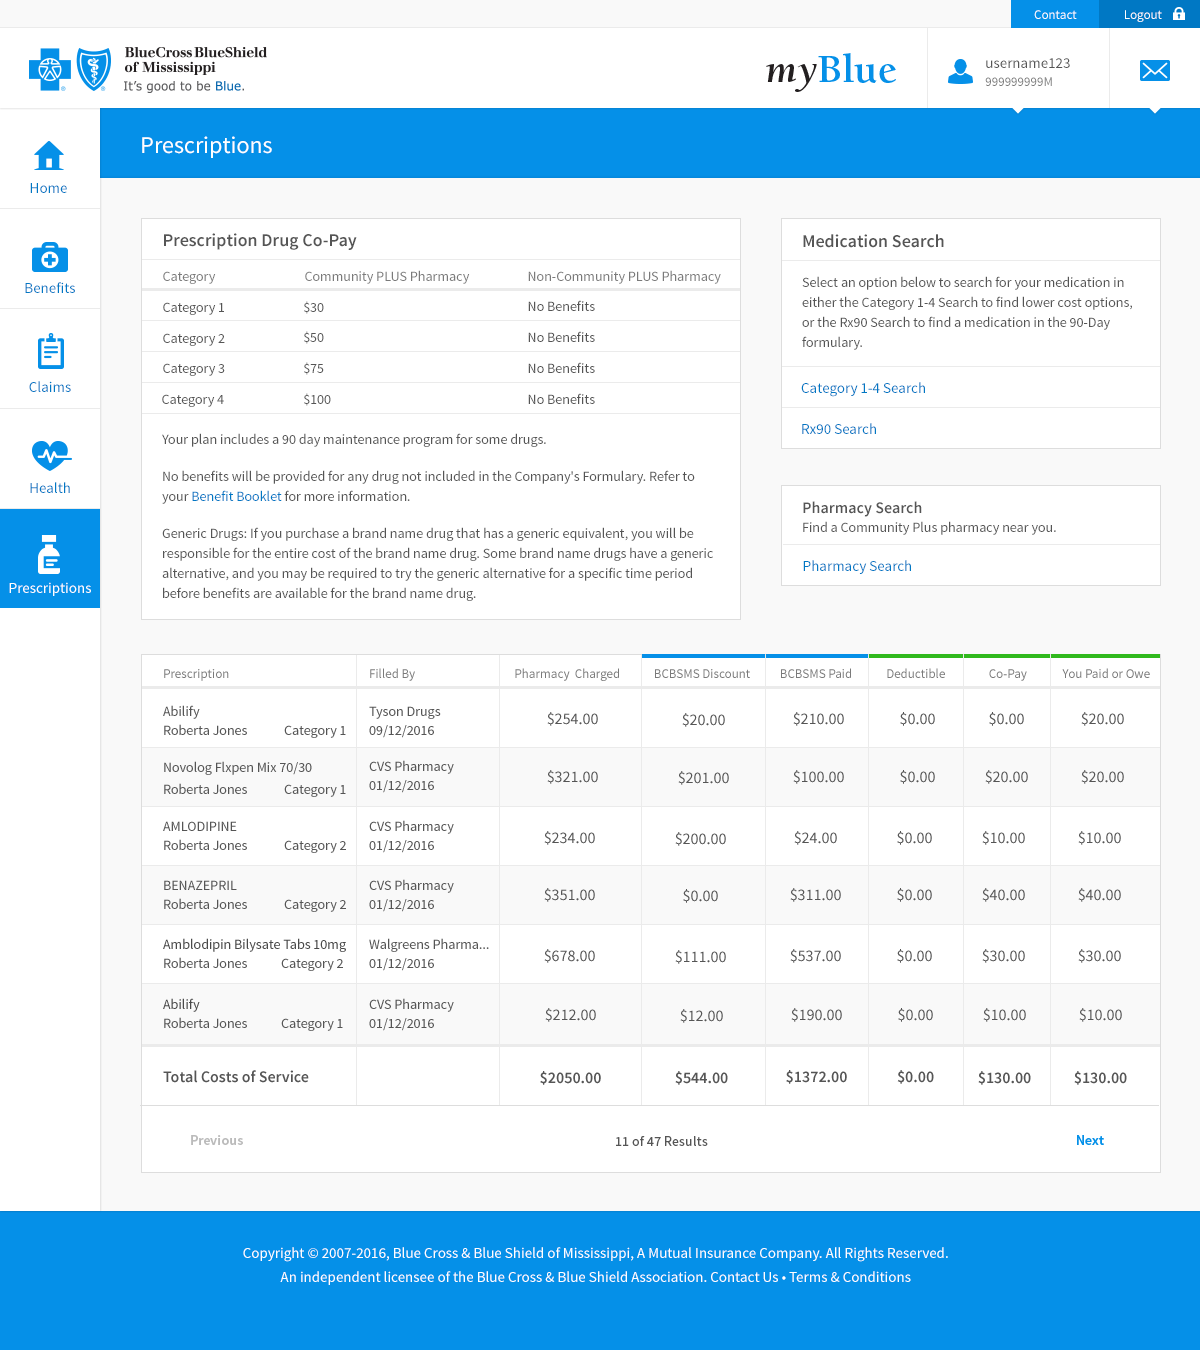 Contact
Logout
BlueCross BlueShield
of Mississippi
It's good to be Blue.
myBlue
username123
999999999M
Home
Benefits
Claims
Health
Prescriptions
Prescriptions
Prescription Drug Co-Pay
Category Community PLUS Pharmacy Non-Community PLUS Pharmacy
Category 1 $30 No Benefits
Category 2 $50 No Benefits
Category 3 $75 No Benefits
Category 4 $100 No Benefits
Your plan includes a 90 day maintenance program for some drugs.
No benefits will be provided for any drug not included in the Company's Formulary. Refer to
your Benefit Booklet for more information.
Generic Drugs: If you purchase a brand name drug that has a generic equivalent, you will be
responsible for the entire cost of the brand name drug. Some brand name drugs have a generic
alternative, and you may be required to try the generic alternative for a specific time period
before benefits are available for the brand name drug.
Medication Search
Select an option below to search for your medication in
either the Category 1-4 Search to find lower cost options,
or the Rx90 Search to find a medication in the 90-Day
formulary.
Category 1-4 Search
Rx90 Search
Pharmacy Search
Find a Community Plus pharmacy near you.
Pharmacy Search
Prescription Filled By Pharmacy Charged BCBSMS Discount BCBSMS Paid Deductible Co-Pay You Paid or Owe
Abilify Tyson Drugs
Roberta Jones Category 1 09/12/2016 $254.00 $20.00 $210.00 $0.00 $0.00 $20.00
Novolog Flxpen Mix 70/30 CVS Pharmacy
Roberta Jones Category 1 01/12/2016 $321.00 $201.00 $100.00 $0.00 $20.00 $20.00
AMLODIPINE CVS Pharmacy
Roberta Jones Category 2 01/12/2016 $234.00 $200.00 $24.00 $0.00 $10.00 $10.00
BENAZEPRIL CVS Pharmacy
Roberta Jones Category 2 01/12/2016 $351.00 $0.00 $311.00 $0.00 $40.00 $40.00
Amblodipin Bilysate Tabs 10mg Walgreens Pharma...
Roberta Jones Category 2 01/12/2016 $678.00 $111.00 $537.00 $0.00 $30.00 $30.00
Abilify CVS Pharmacy
Roberta Jones Category 1 01/12/2016 $212.00 $12.00 $190.00 $0.00 $10.00 $10.00
Total Costs of Service $2050.00 $544.00 $1372.00 $0.00 $130.00 $130.00
Previous 11 of 47 Results Next
Copyright © 2007-2016, Blue Cross & Blue Shield of Mississippi, A Mutual Insurance Company. All Rights Reserved.
An independent licensee of the Blue Cross & Blue Shield Association. Contact Us • Terms & Conditions